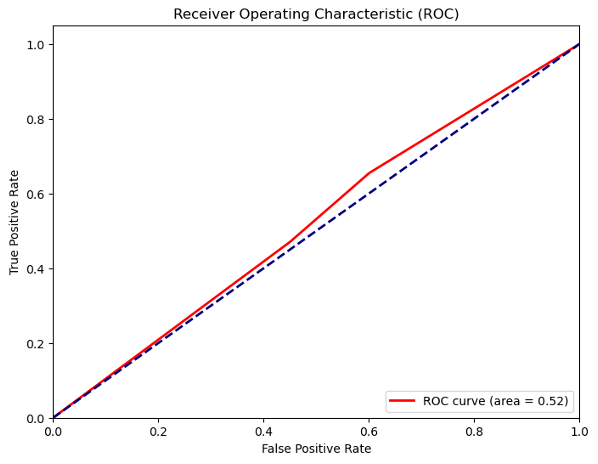 Receiver Operating Characteristic (ROC)
1.0
0.8
0.6
0.4
0.2
0.0
True Positive Rate
ROC curve (area = 0.52)
0.0 0.2 0.4 0.6 0.8 1.0
False Positive Rate